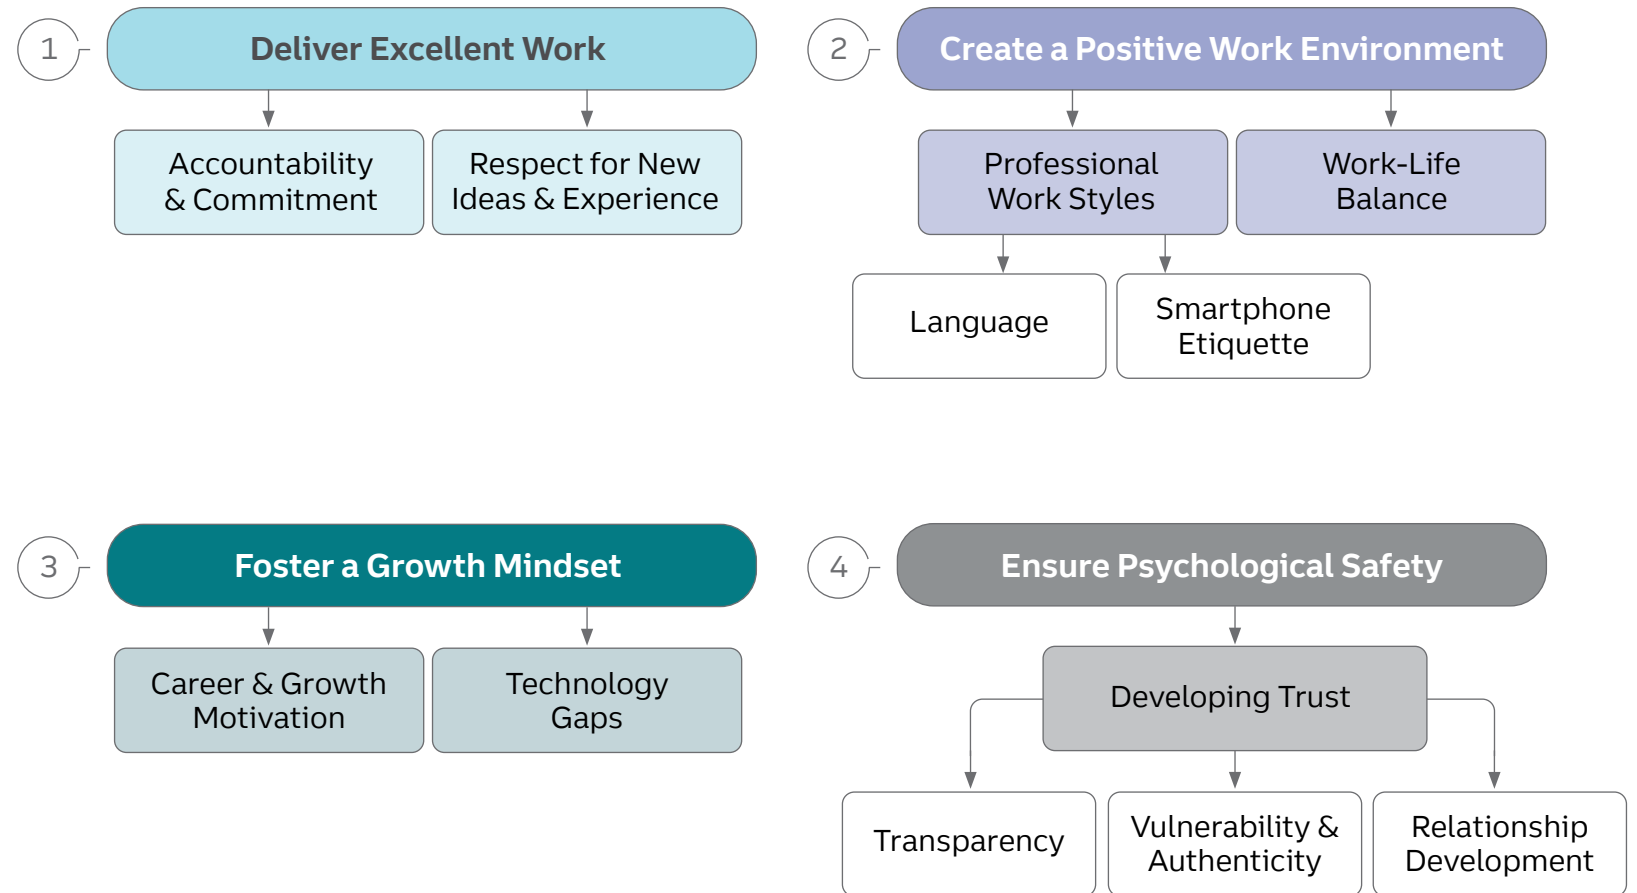 1
Deliver Excellent Work
Accountability
& Commitment
Respect for New
Ideas & Experience
2
Create a Positive Work Environment
Professional
Work Styles
Work-Life
Balance
Language
Smartphone
Etiquette
3
Foster a Growth Mindset
Career & Growth
Motivation
Technology
Gaps
4
Ensure Psychological Safety
Developing Trust
Transparency
Vulnerability &
Authenticity
Relationship
Development